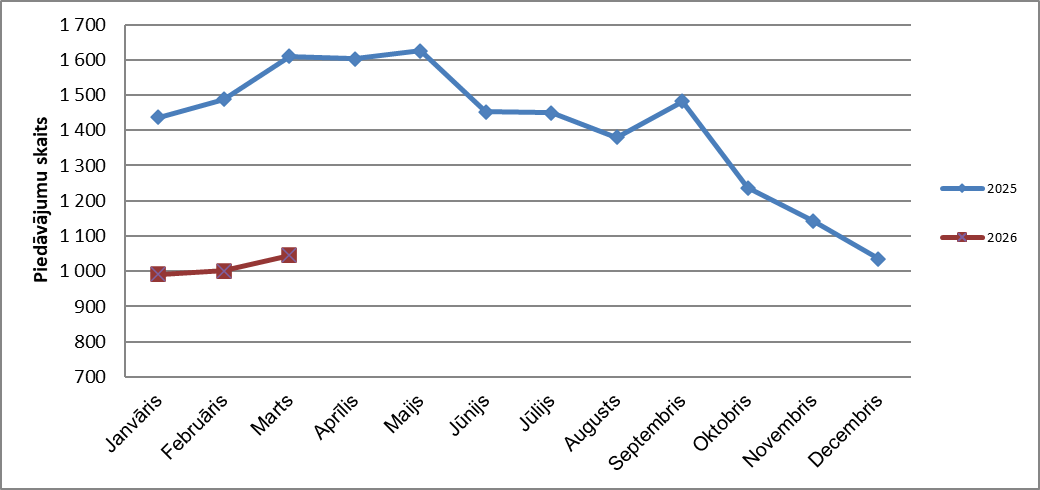 Piedāvājumu skaits
1 700
1 600
1 500
1 400
1 300
1 200
1 100
1 000
900
800
700
Janvāris
Februāris
Marts
Aprīlis
Maijs
Jūnijs
Jūlijs
Augusts
Septembris
Oktobris
Novembris
Decembris
2025
2026